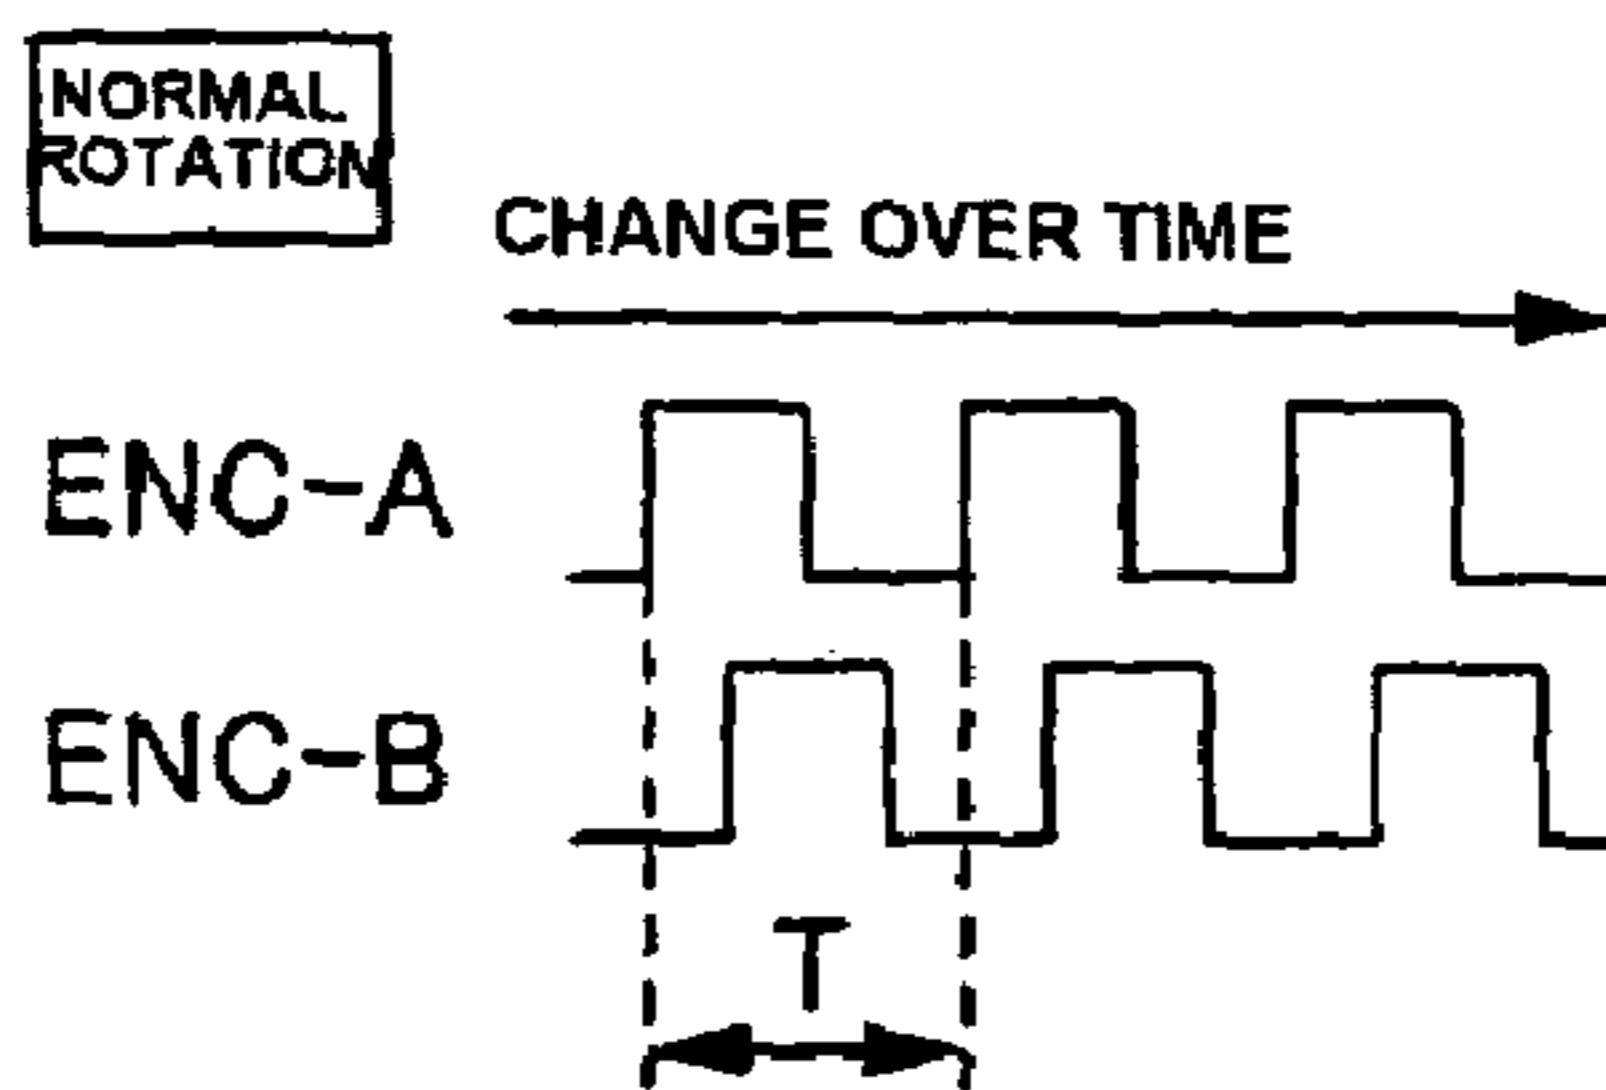 NORMAL
ROTATION
CHANGE OVER TIME
ENC-A
ENC-B
T